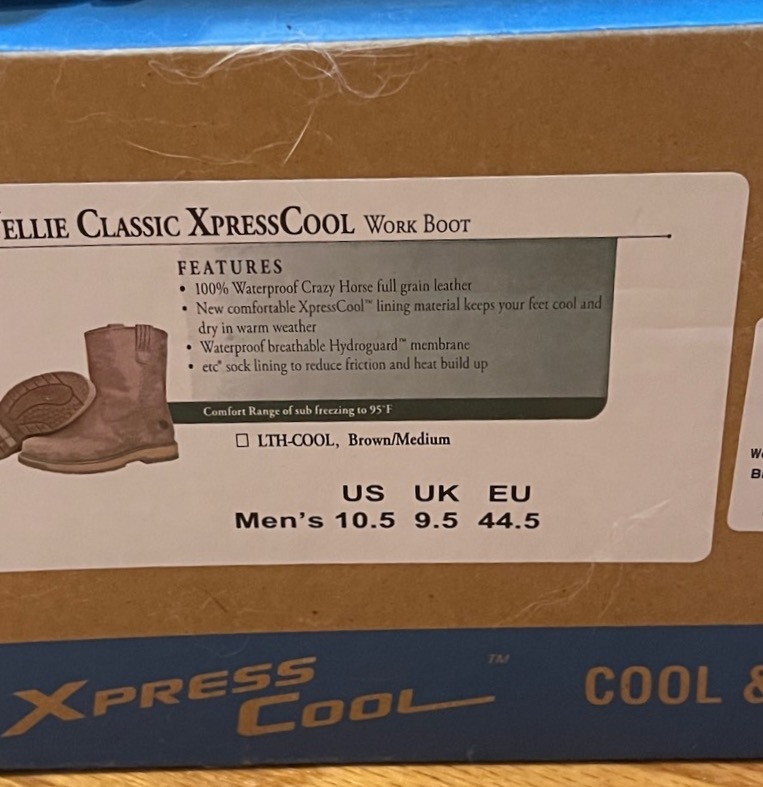 ELLIE CLASSIC XPRESSCOOL WORK BOOT
FEATURES
• 100% Waterproof Crazy Horse full grain leather
• New comfortable XpressCool™ lining material keeps your feet cool and
dry in warm weather
• Waterproof breathable Hydroguard™ membrane
• etc® sock lining to reduce friction and heat build up
Comfort Range of sub freezing to 95°F
☐ LTH-COOL, Brown/Medium
US UK EU
Men's 10.5 9.5 44.5
XPRESS
COOL ™
COOL &